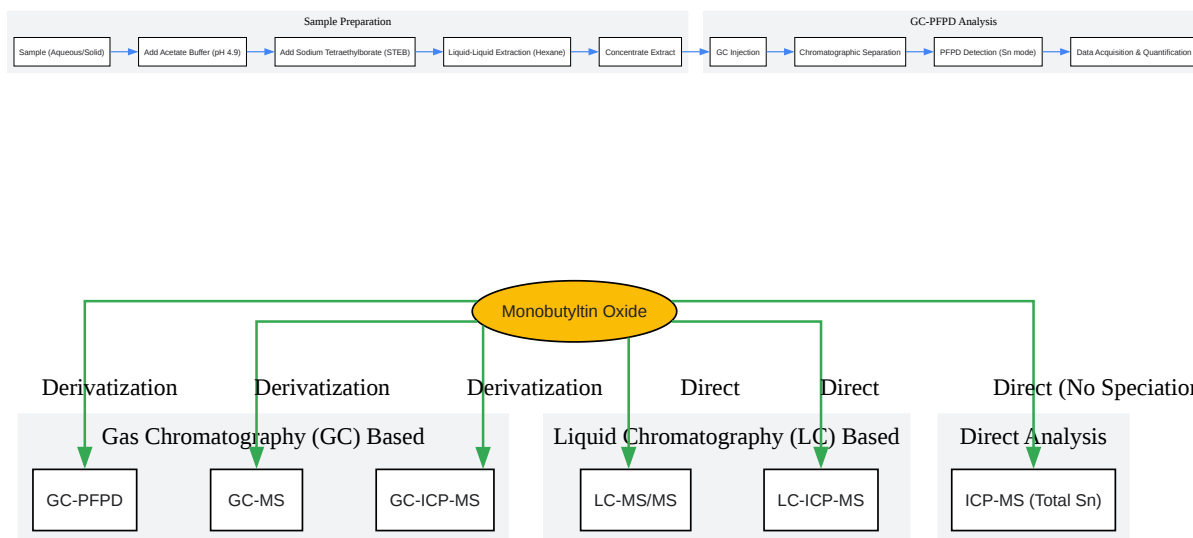 Sample Preparation
GC-PFPD Analysis
Sample (Aqueous/Solid)
Add Acetate Buffer (pH 4.9)
Add Sodium Tetraethylborate (STEB)
Liquid-Liquid Extraction (Hexane)
Concentrate Extract
GC Injection
Chromatographic Separation
PFPD Detection (Sn mode)
Data Acquisition & Quantification
Monobutyltin Oxide
Derivatization
Derivatization
Derivatization
Direct
Direct
Direct (No Speciation
Gas Chromatography (GC) Based
Liquid Chromatography (LC) Based
Direct Analysis
GC-PFPD
GC-MS
GC-ICP-MS
LC-MS/MS
LC-ICP-MS
ICP-MS (Total Sn)